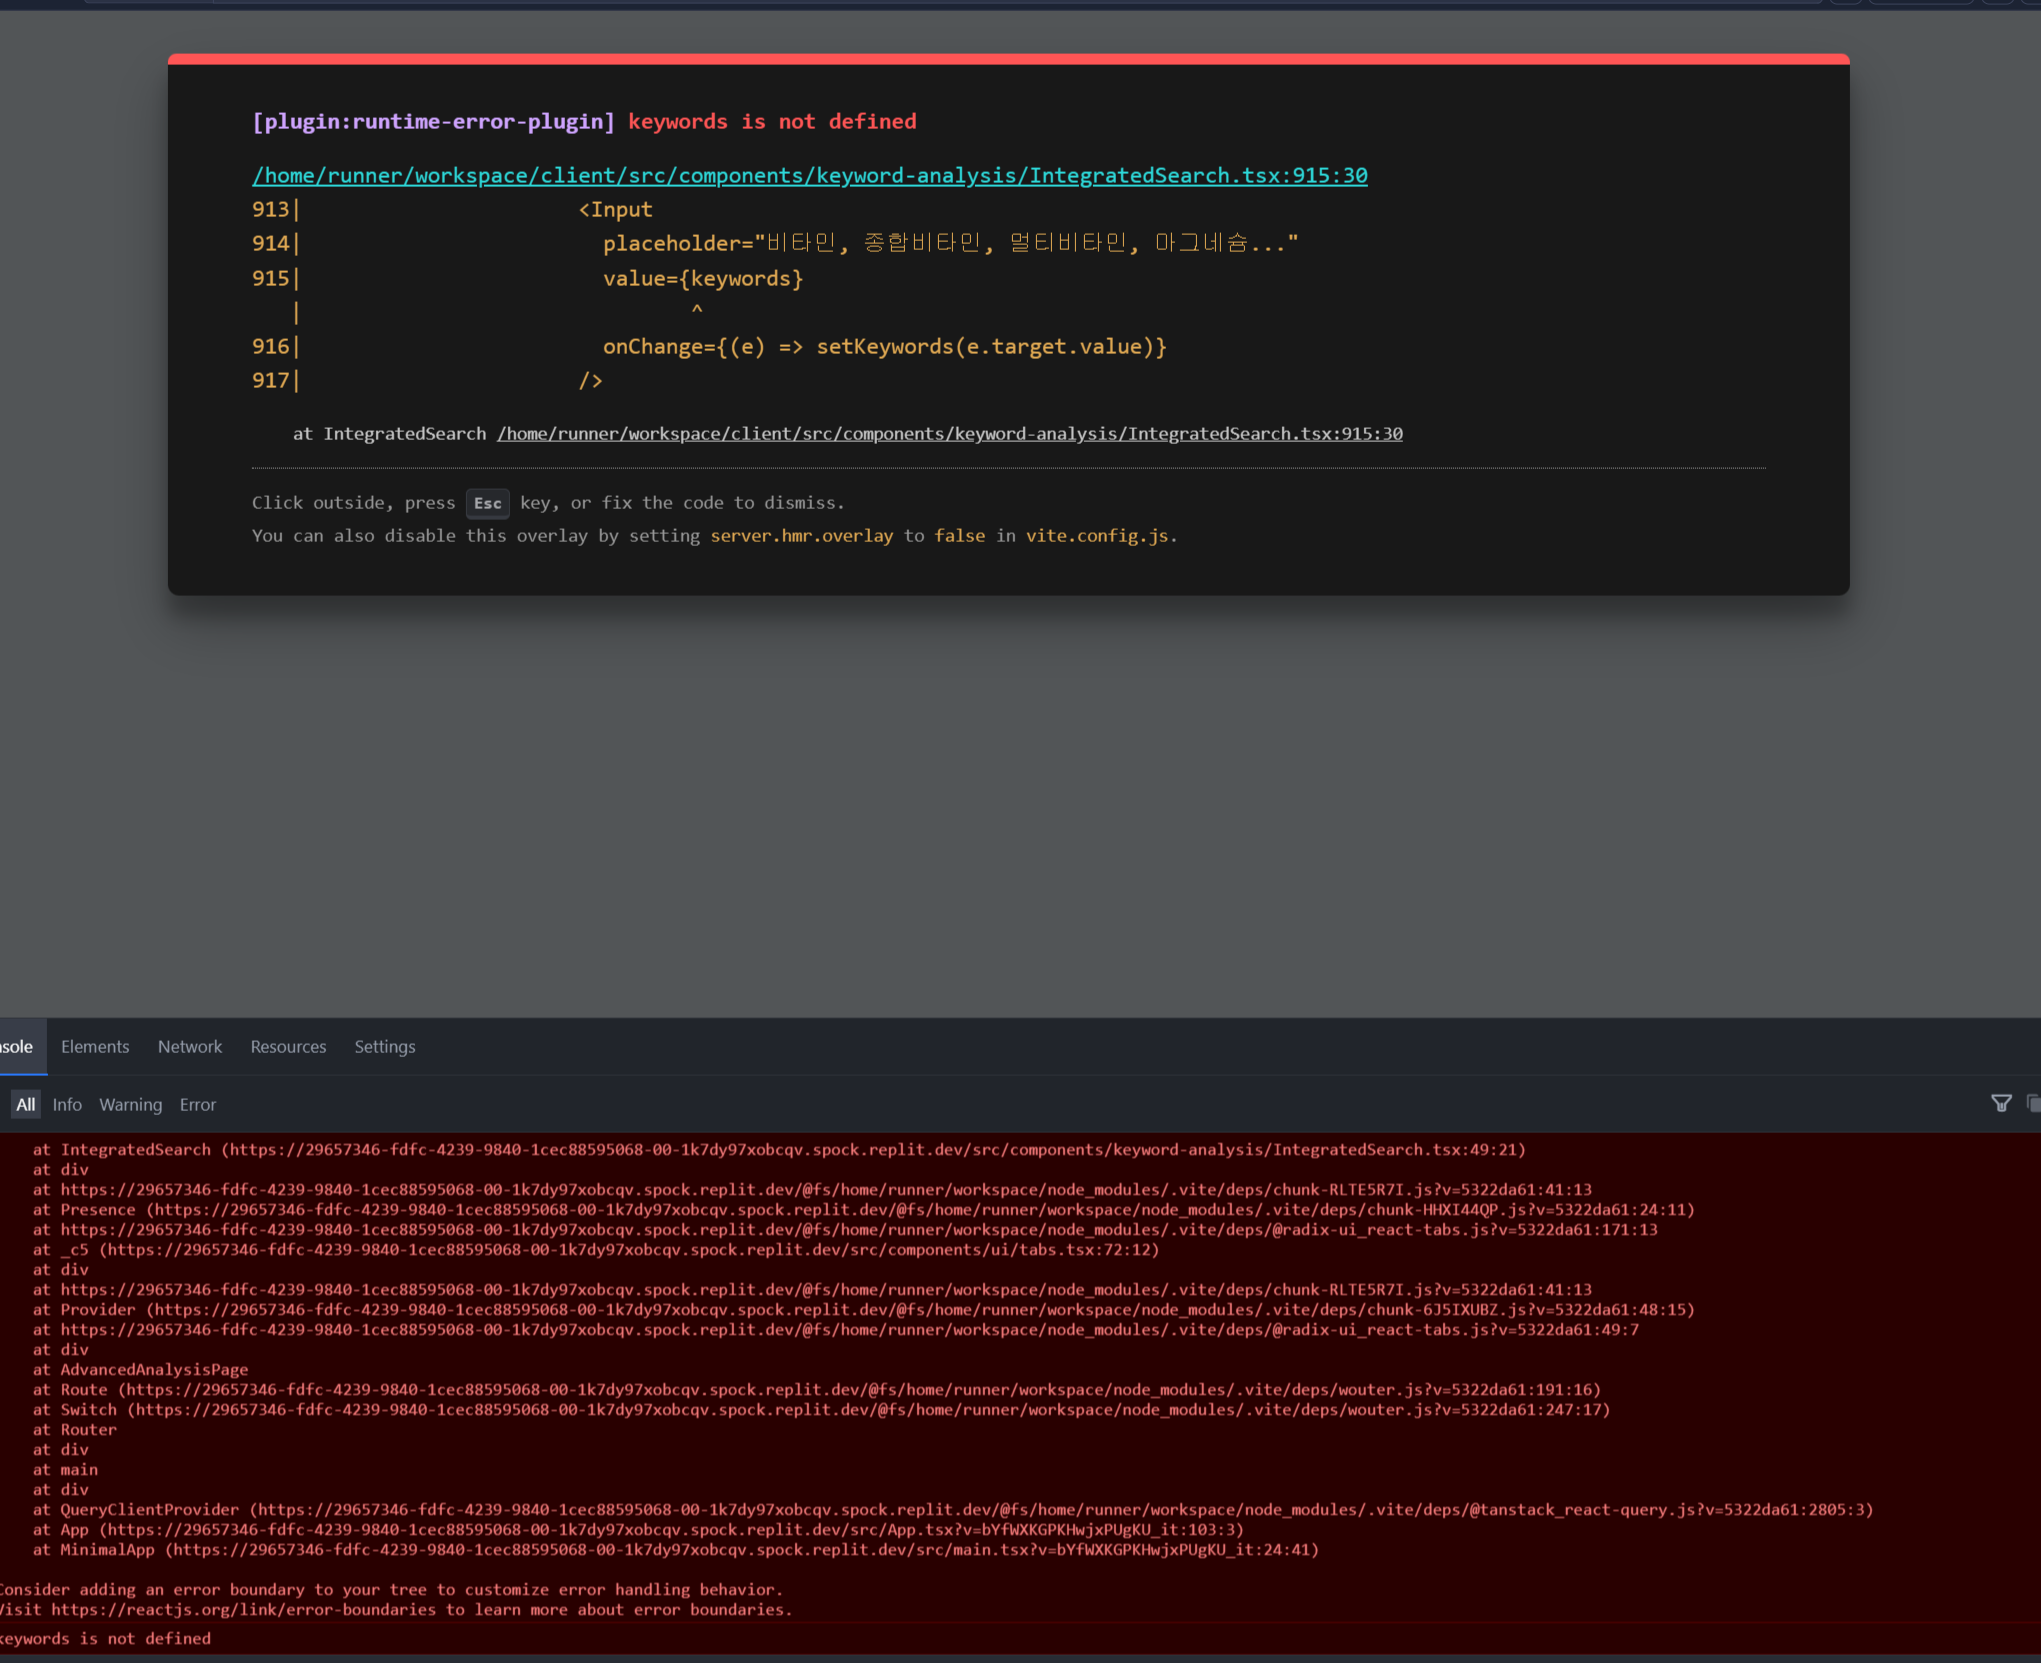 [plugin:runtime-error-plugin] keywords is not defined
/home/runner/workspace/client/src/components/keyword-analysis/IntegratedSearch.tsx:915:30
913|                       <Input
914|                         placeholder="비타민, 종합비타민, 멀티비타민, 마그네슘..."
915|                         value={keywords}
   |                                ^
916|                         onChange={(e) => setKeywords(e.target.value)}
917|                       />
at IntegratedSearch /home/runner/workspace/client/src/components/keyword-analysis/IntegratedSearch.tsx:915:30
Click outside, press Esc key, or fix the code to dismiss.
You can also disable this overlay by setting server.hmr.overlay to false in vite.config.js.
sole Elements Network Resources Settings
All Info Warning Error
at IntegratedSearch (https://29657346-fdfc-4239-9840-1cec88595068-00-1k7dy97xobcqv.spock.replit.dev/src/components/keyword-analysis/IntegratedSearch.tsx:49:21)
at div
at https://29657346-fdfc-4239-9840-1cec88595068-00-1k7dy97xobcqv.spock.replit.dev/@fs/home/runner/workspace/node_modules/.vite/deps/chunk-RLTE5R7I.js?v=5322da61:41:13
at Presence (https://29657346-fdfc-4239-9840-1cec88595068-00-1k7dy97xobcqv.spock.replit.dev/@fs/home/runner/workspace/node_modules/.vite/deps/chunk-HHXI44QP.js?v=5322da61:24:11)
at https://29657346-fdfc-4239-9840-1cec88595068-00-1k7dy97xobcqv.spock.replit.dev/@fs/home/runner/workspace/node_modules/.vite/deps/@radix-ui_react-tabs.js?v=5322da61:171:13
at _c5 (https://29657346-fdfc-4239-9840-1cec88595068-00-1k7dy97xobcqv.spock.replit.dev/src/components/ui/tabs.tsx:72:12)
at div
at https://29657346-fdfc-4239-9840-1cec88595068-00-1k7dy97xobcqv.spock.replit.dev/@fs/home/runner/workspace/node_modules/.vite/deps/chunk-RLTE5R7I.js?v=5322da61:41:13
at Provider (https://29657346-fdfc-4239-9840-1cec88595068-00-1k7dy97xobcqv.spock.replit.dev/@fs/home/runner/workspace/node_modules/.vite/deps/chunk-6J5IXUBZ.js?v=5322da61:48:15)
at https://29657346-fdfc-4239-9840-1cec88595068-00-1k7dy97xobcqv.spock.replit.dev/@fs/home/runner/workspace/node_modules/.vite/deps/@radix-ui_react-tabs.js?v=5322da61:49:7
at div
at AdvancedAnalysisPage
at Route (https://29657346-fdfc-4239-9840-1cec88595068-00-1k7dy97xobcqv.spock.replit.dev/@fs/home/runner/workspace/node_modules/.vite/deps/wouter.js?v=5322da61:191:16)
at Switch (https://29657346-fdfc-4239-9840-1cec88595068-00-1k7dy97xobcqv.spock.replit.dev/@fs/home/runner/workspace/node_modules/.vite/deps/wouter.js?v=5322da61:247:17)
at Router
at div
at main
at div
at QueryClientProvider (https://29657346-fdfc-4239-9840-1cec88595068-00-1k7dy97xobcqv.spock.replit.dev/@fs/home/runner/workspace/node_modules/.vite/deps/@tanstack_react-query.js?v=5322da61:2805:3)
at App (https://29657346-fdfc-4239-9840-1cec88595068-00-1k7dy97xobcqv.spock.replit.dev/src/App.tsx?v=bYfWXKGPKHwjxPUgKU_it:103:3)
at MinimalApp (https://29657346-fdfc-4239-9840-1cec88595068-00-1k7dy97xobcqv.spock.replit.dev/src/main.tsx?v=bYfWXKGPKHwjxPUgKU_it:24:41)
Consider adding an error boundary to your tree to customize error handling behavior.
Visit https://reactjs.org/link/error-boundaries to learn more about error boundaries.
keywords is not defined